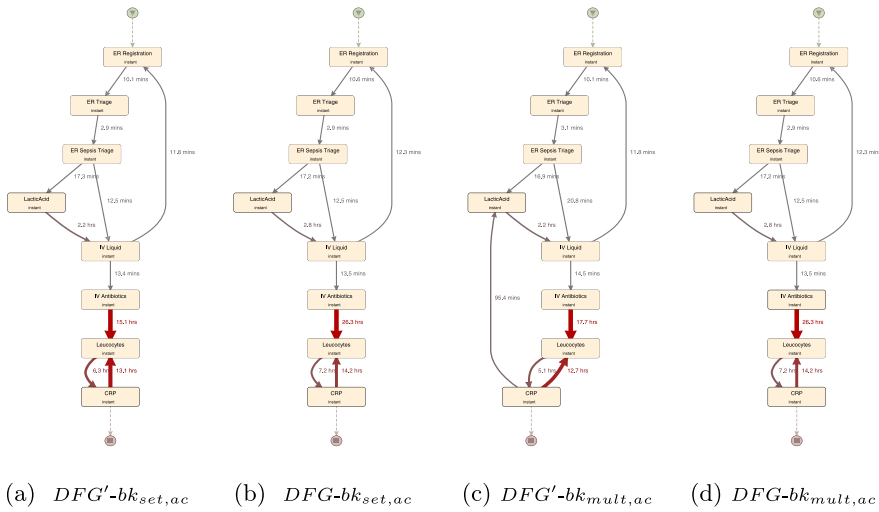 ER Registration
instant
10.1 mins
ER Triage
instant
2.9 mins
ER Sepsis Triage
instant
17.3 mins
LacticAcid
instant
12.5 mins
11.8 mins
2.2 hrs
IV Liquid
instant
13.4 mins
IV Antibiotics
instant
15.1 hrs
Leucocytes
instant
6.3 hrs
13.1 hrs
CRP
instant
(a) DFG'-bk_{set,ac}
ER Registration
instant
10.6 mins
ER Triage
instant
2.9 mins
ER Sepsis Triage
instant
17.2 mins
LacticAcid
instant
12.5 mins
12.3 mins
2.8 hrs
IV Liquid
instant
13.5 mins
IV Antibiotics
instant
26.3 hrs
Leucocytes
instant
7.2 hrs
14.2 hrs
CRP
instant
(b) DFG-bk_{set,ac}
ER Registration
instant
10.1 mins
ER Triage
instant
3.1 mins
ER Sepsis Triage
instant
16.9 mins
LacticAcid
instant
20.8 mins
11.8 mins
2.2 hrs
IV Liquid
instant
14.5 mins
95.4 mins
IV Antibiotics
instant
17.7 hrs
Leucocytes
instant
5.1 hrs
12.7 hrs
CRP
instant
(c) DFG'-bk_{mult,ac}
ER Registration
instant
10.6 mins
ER Triage
instant
2.9 mins
ER Sepsis Triage
instant
17.2 mins
LacticAcid
instant
12.5 mins
12.3 mins
2.8 hrs
IV Liquid
instant
13.5 mins
IV Antibiotics
instant
26.3 hrs
Leucocytes
instant
7.2 hrs
14.2 hrs
CRP
instant
(d) DFG-bk_{mult,ac}